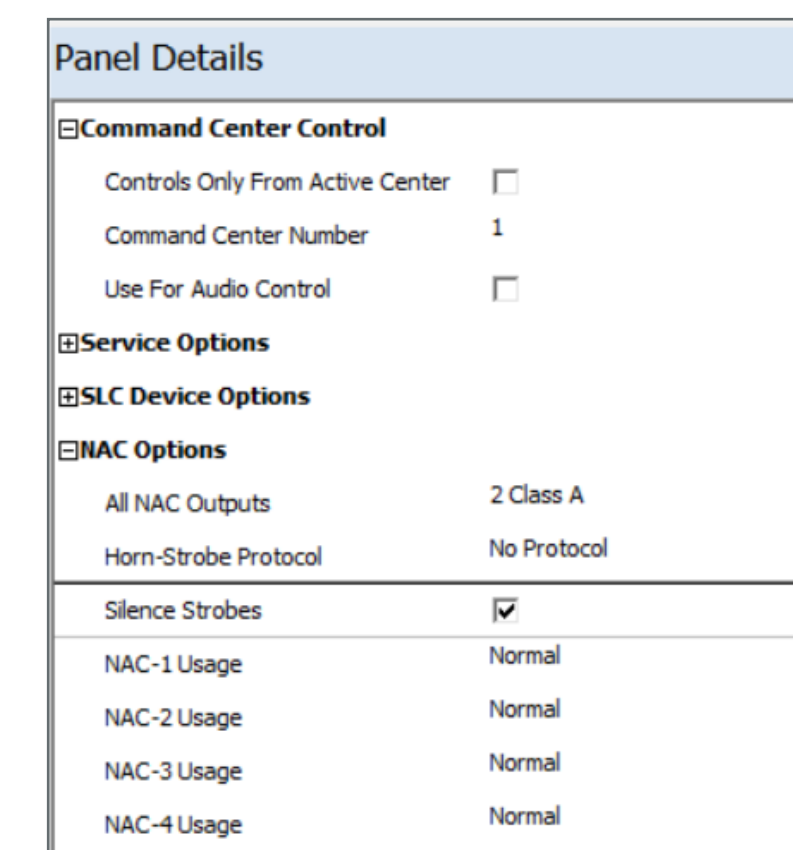 Panel Details
Command Center Control
Controls Only From Active Center
Command Center Number 1
Use For Audio Control
Service Options
SLC Device Options
NAC Options
All NAC Outputs 2 Class A
Horn-Strobe Protocol No Protocol
Silence Strobes
NAC-1 Usage Normal
NAC-2 Usage Normal
NAC-3 Usage Normal
NAC-4 Usage Normal